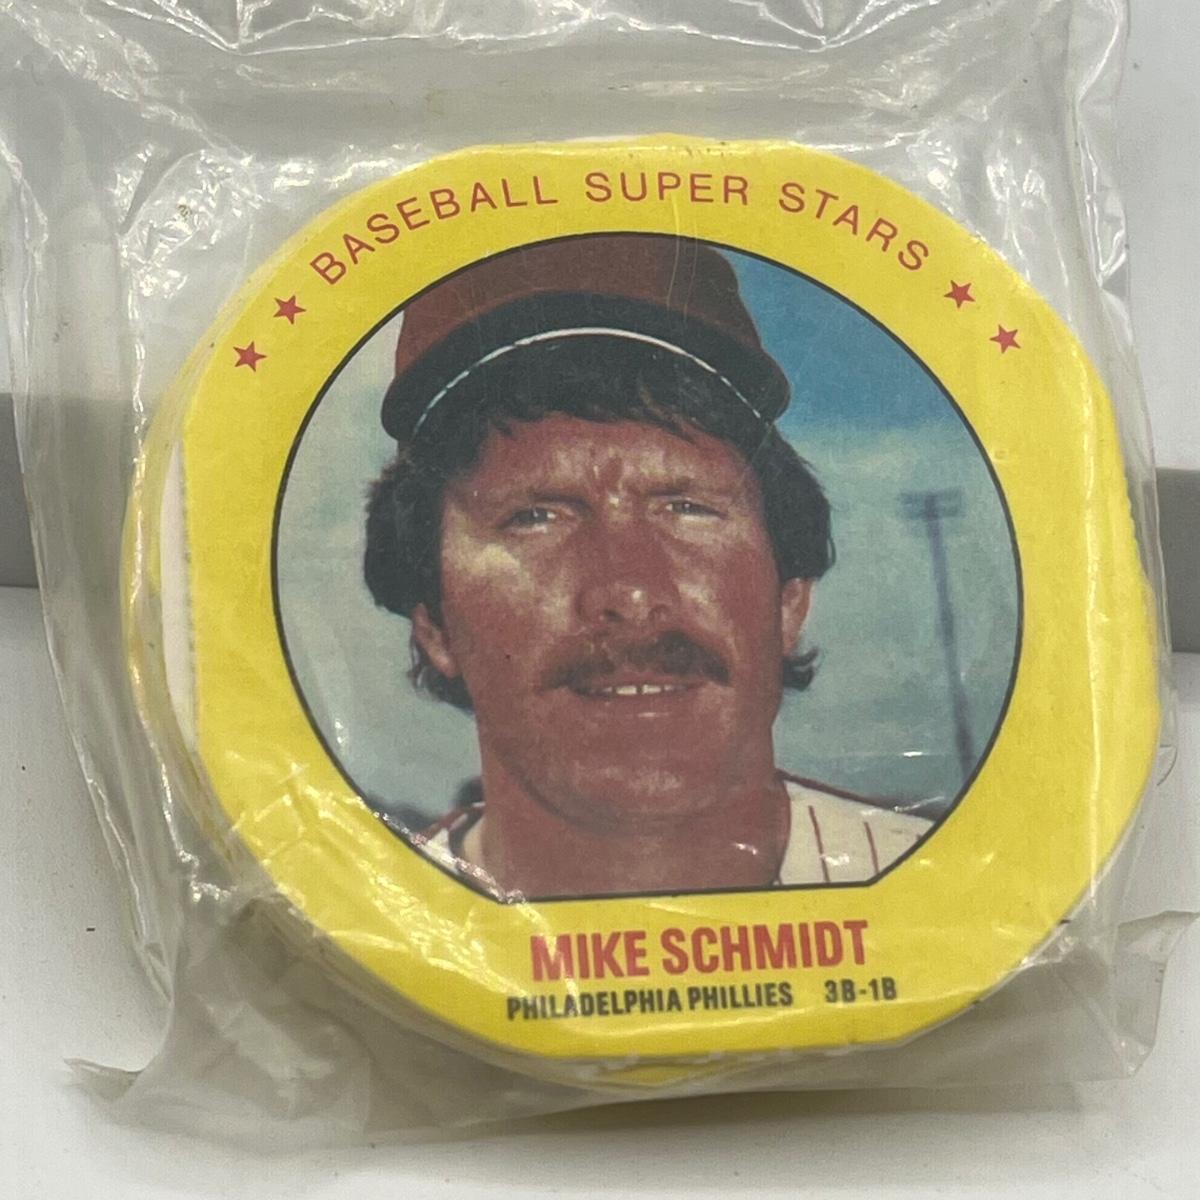 ★ ★ BASEBALL SUPER STARS ★ ★
MIKE SCHMIDT
PHILADELPHIA PHILLIES 3B-1B